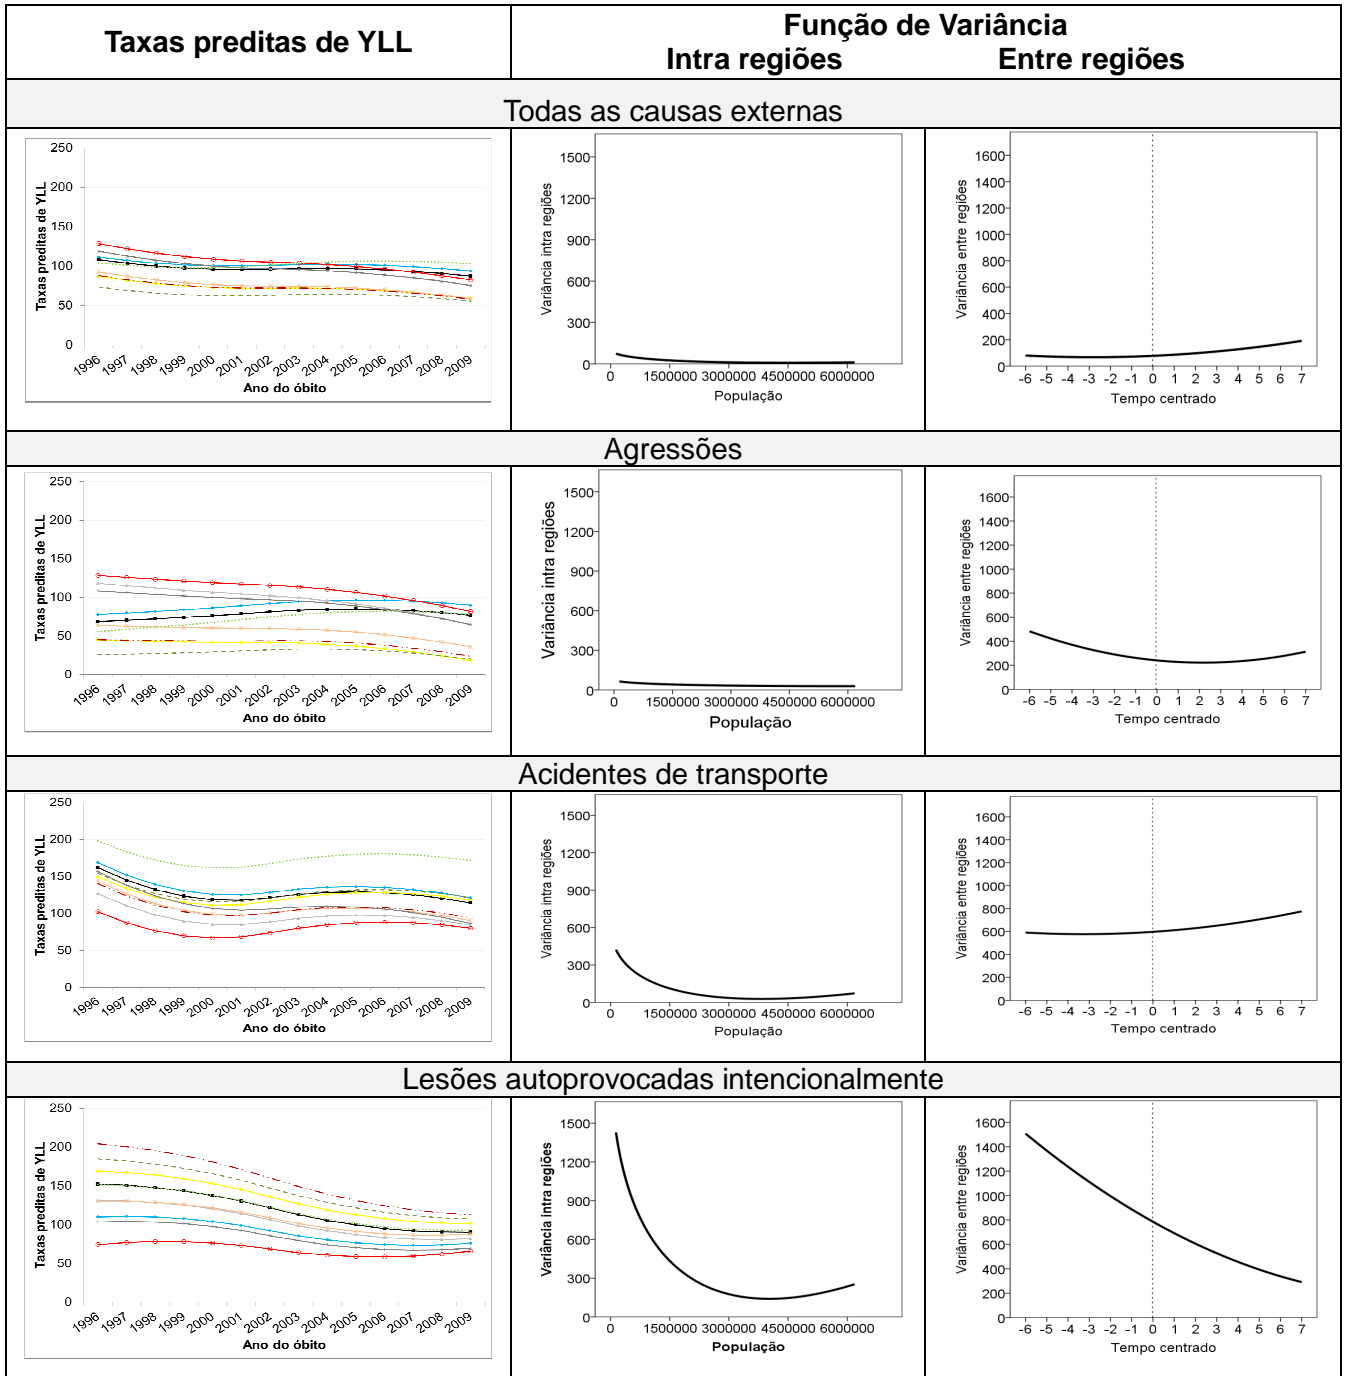 Taxas preditas de YLL
Função de Variância
Intra regiões Entre regiões
Todas as causas externas
Taxas preditas de YLL
250
200
150
100
50
0
1996 1997 1998 1999 2000 2001 2002 2003 2004 2005 2006 2007 2008 2009
Ano do óbito
Variância intra regiões
1500
1200
900
600
300
0
0 1500000 3000000 4500000 6000000
População
Variância entre regiões
1600
1400
1200
1000
800
600
400
200
0
-6 -5 -4 -3 -2 -1 0 1 2 3 4 5 6 7
Tempo centrado
Agressões
Taxas preditas de YLL
250
200
150
100
50
0
1996 1997 1998 1999 2000 2001 2002 2003 2004 2005 2006 2007 2008 2009
Ano do óbito
Variância intra regiões
1500
1200
900
600
300
0
0 1500000 3000000 4500000 6000000
População
Variância entre regiões
1600
1400
1200
1000
800
600
400
200
0
-6 -5 -4 -3 -2 -1 0 1 2 3 4 5 6 7
Tempo centrado
Acidentes de transporte
Taxas preditas de YLL
250
200
150
100
50
0
1996 1997 1998 1999 2000 2001 2002 2003 2004 2005 2006 2007 2008 2009
Ano do óbito
Variância intra regiões
1500
1200
900
600
300
0
0 1500000 3000000 4500000 6000000
População
Variância entre regiões
1600
1400
1200
1000
800
600
400
200
0
-6 -5 -4 -3 -2 -1 0 1 2 3 4 5 6 7
Tempo centrado
Lesões autoprovocadas intencionalmente
Taxas preditas de YLL
250
200
150
100
50
0
1996 1997 1998 1999 2000 2001 2002 2003 2004 2005 2006 2007 2008 2009
Ano do óbito
Variância intra regiões
1500
1200
900
600
300
0
0 1500000 3000000 4500000 6000000
População
Variância entre regiões
1600
1400
1200
1000
800
600
400
200
0
-6 -5 -4 -3 -2 -1 0 1 2 3 4 5 6 7
Tempo centrado